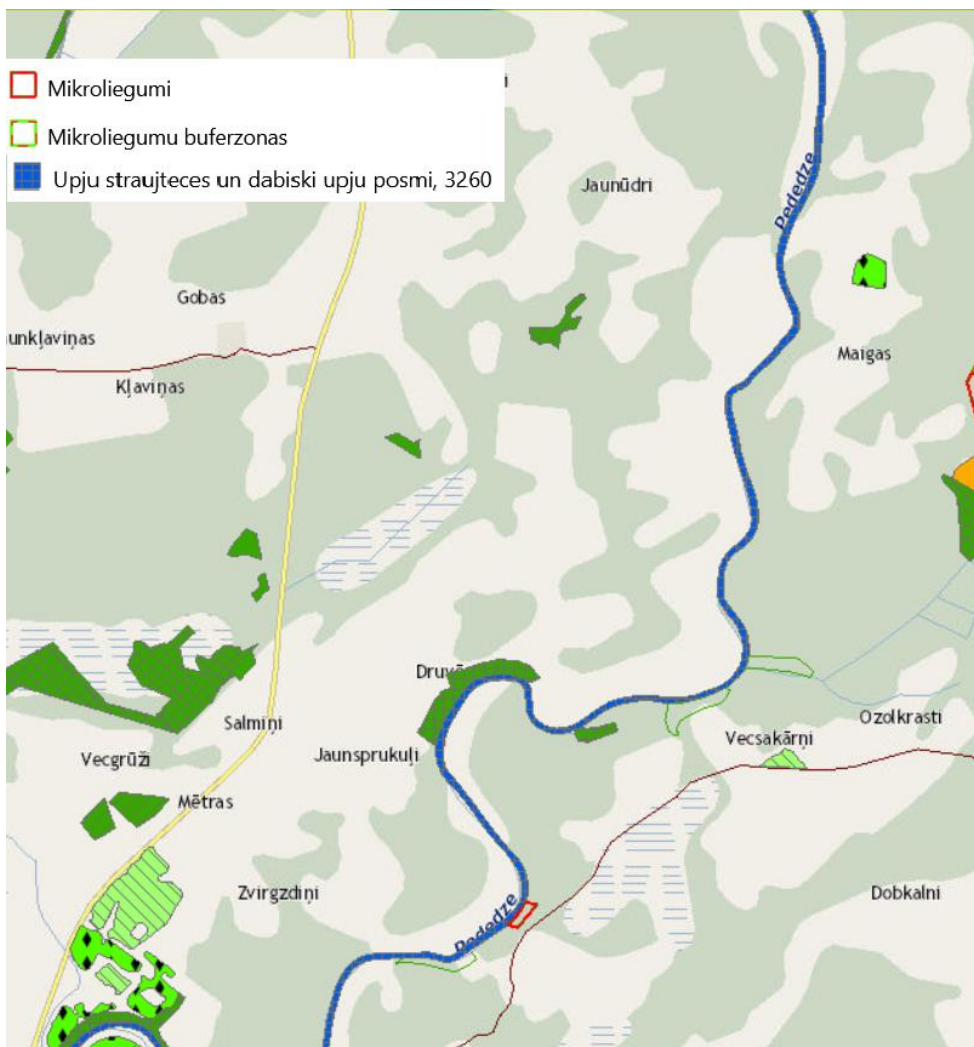 Mikroliegumi
Mikroliegumu buferzonas
Upju straujteces un dabiski upju posmi, 3260
Jaunūdri
Pededze
Gobas
unkļaviņas
Maigas
Kļaviņas
Ozolkrasti
Salmiņi
Vecsakārņi
Jaunsprukuļi
Vecgrūži
Mētras
Zvirgzdiņi
Dobkalni
Pededze